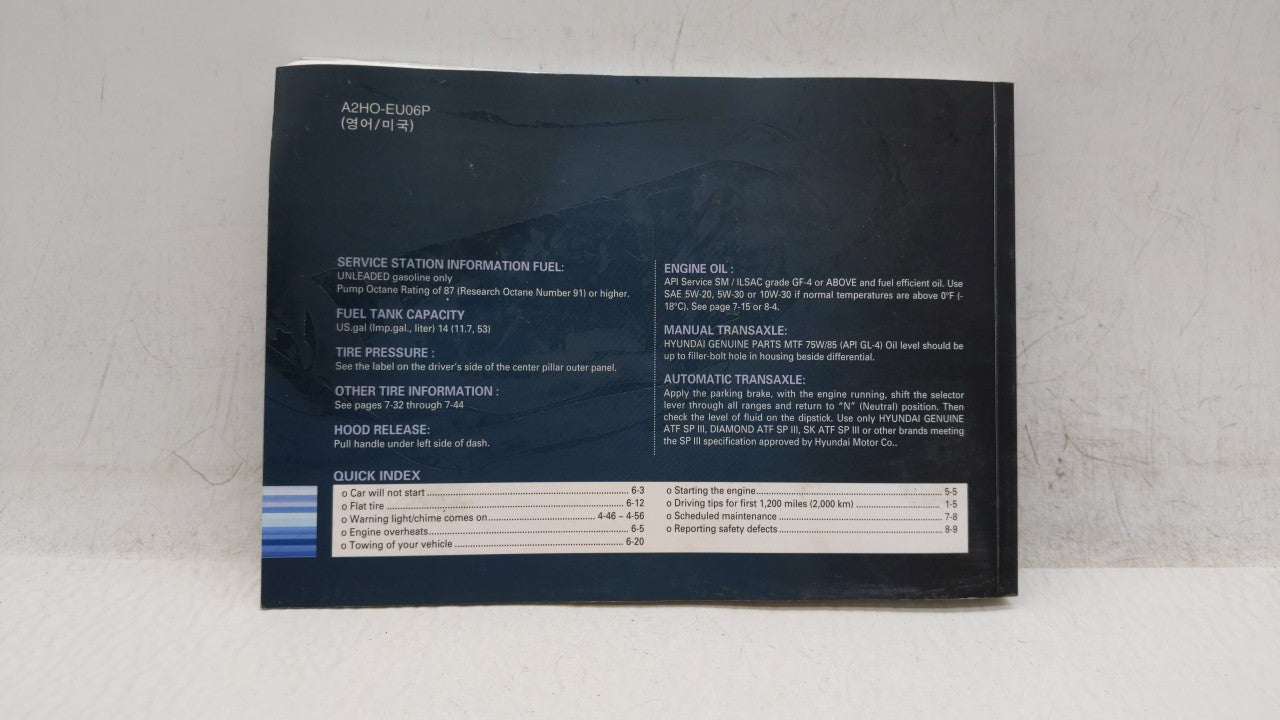 A2HO-EU06P
(영어/미국)
SERVICE STATION INFORMATION FUEL:
UNLEADED gasoline only
Pump Octane Rating of 87 (Research Octane Number 91) or higher.
FUEL TANK CAPACITY
US.gal (Imp.gal., liter) 14 (11.7, 53)
TIRE PRESSURE :
See the label on the driver's side of the center pillar outer panel.
OTHER TIRE INFORMATION :
See pages 7-32 through 7-44
HOOD RELEASE:
Pull handle under left side of dash.
ENGINE OIL :
API Service SM / ILSAC grade GF-4 or ABOVE and fuel efficient oil. Use
SAE 5W-20, 5W-30 or 10W-30 if normal temperatures are above 0°F (-
18°C). See page 7-15 or 8-4.
MANUAL TRANSAXLE:
HYUNDAI GENUINE PARTS MTF 75W/85 (API GL-4) Oil level should be
up to filler-bolt hole in housing beside differential.
AUTOMATIC TRANSAXLE:
Apply the parking brake, with the engine running, shift the selector
lever through all ranges and return to "N" (Neutral) position. Then
check the level of fluid on the dipstick. Use only HYUNDAI GENUINE
ATF SP III, DIAMOND ATF SP III, SK ATF SP III or other brands meeting
the SP III specification approved by Hyundai Motor Co..
QUICK INDEX
o Car will not start ........ 6-3
o Flat tire ........ 6-12
o Warning light/chime comes on ........ 4-46 ~ 4-56
o Engine overheats ........ 6-5
o Towing of your vehicle ........ 6-20
o Starting the engine ........ 5-5
o Driving tips for first 1,200 miles (2,000 km) ........ 1-5
o Scheduled maintenance ........ 7-8
o Reporting safety defects ........ 8-9